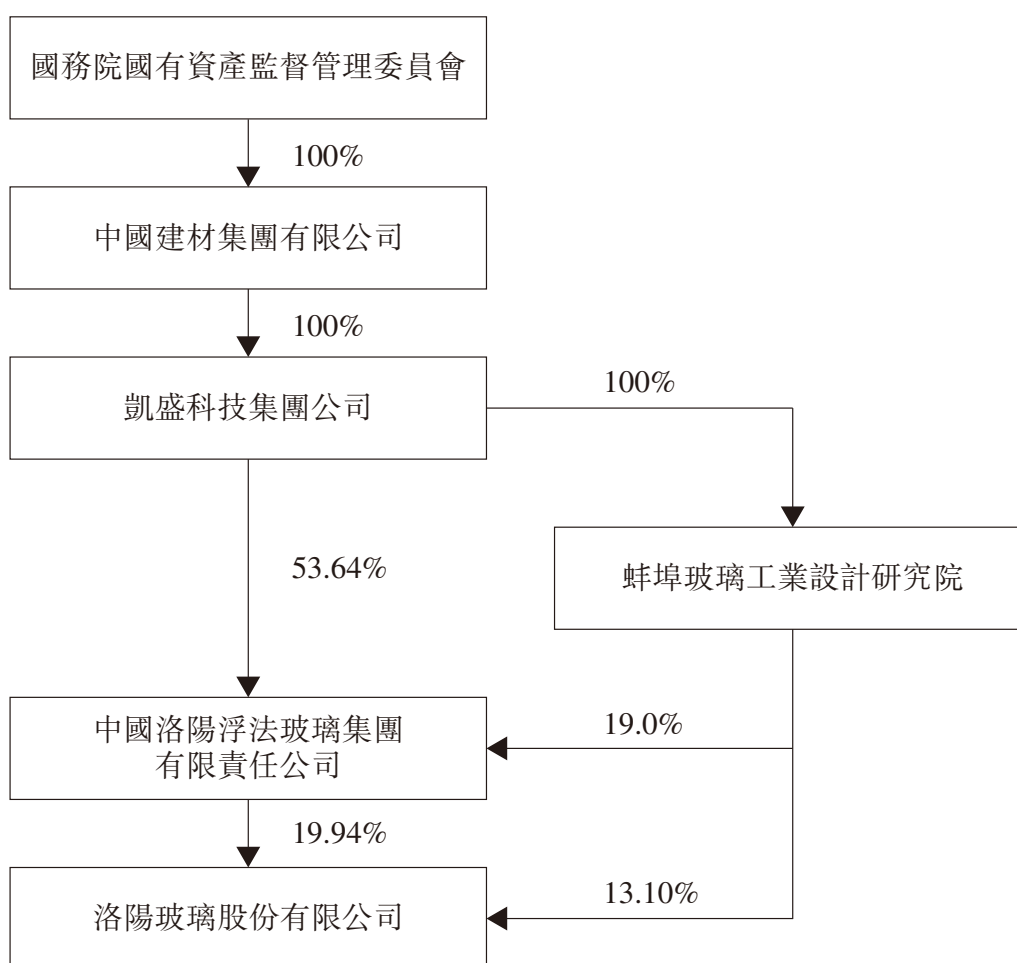 國務院國有資產監督管理委員會
100%
中國建材集團有限公司
100%
凱盛科技集團公司
100%
53.64%
蚌埠玻璃工業設計研究院
中國洛陽浮法玻璃集團
有限責任公司
19.0%
19.94%
洛陽玻璃股份有限公司
13.10%